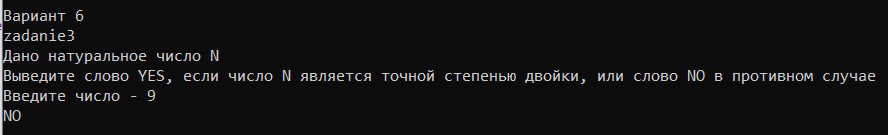 Вариант 6
zadanie3
Дано натуральное число N
Выведите слово YES, если число N является точной степенью двойки, или слово NO в противном случае
Введите число - 9
NO